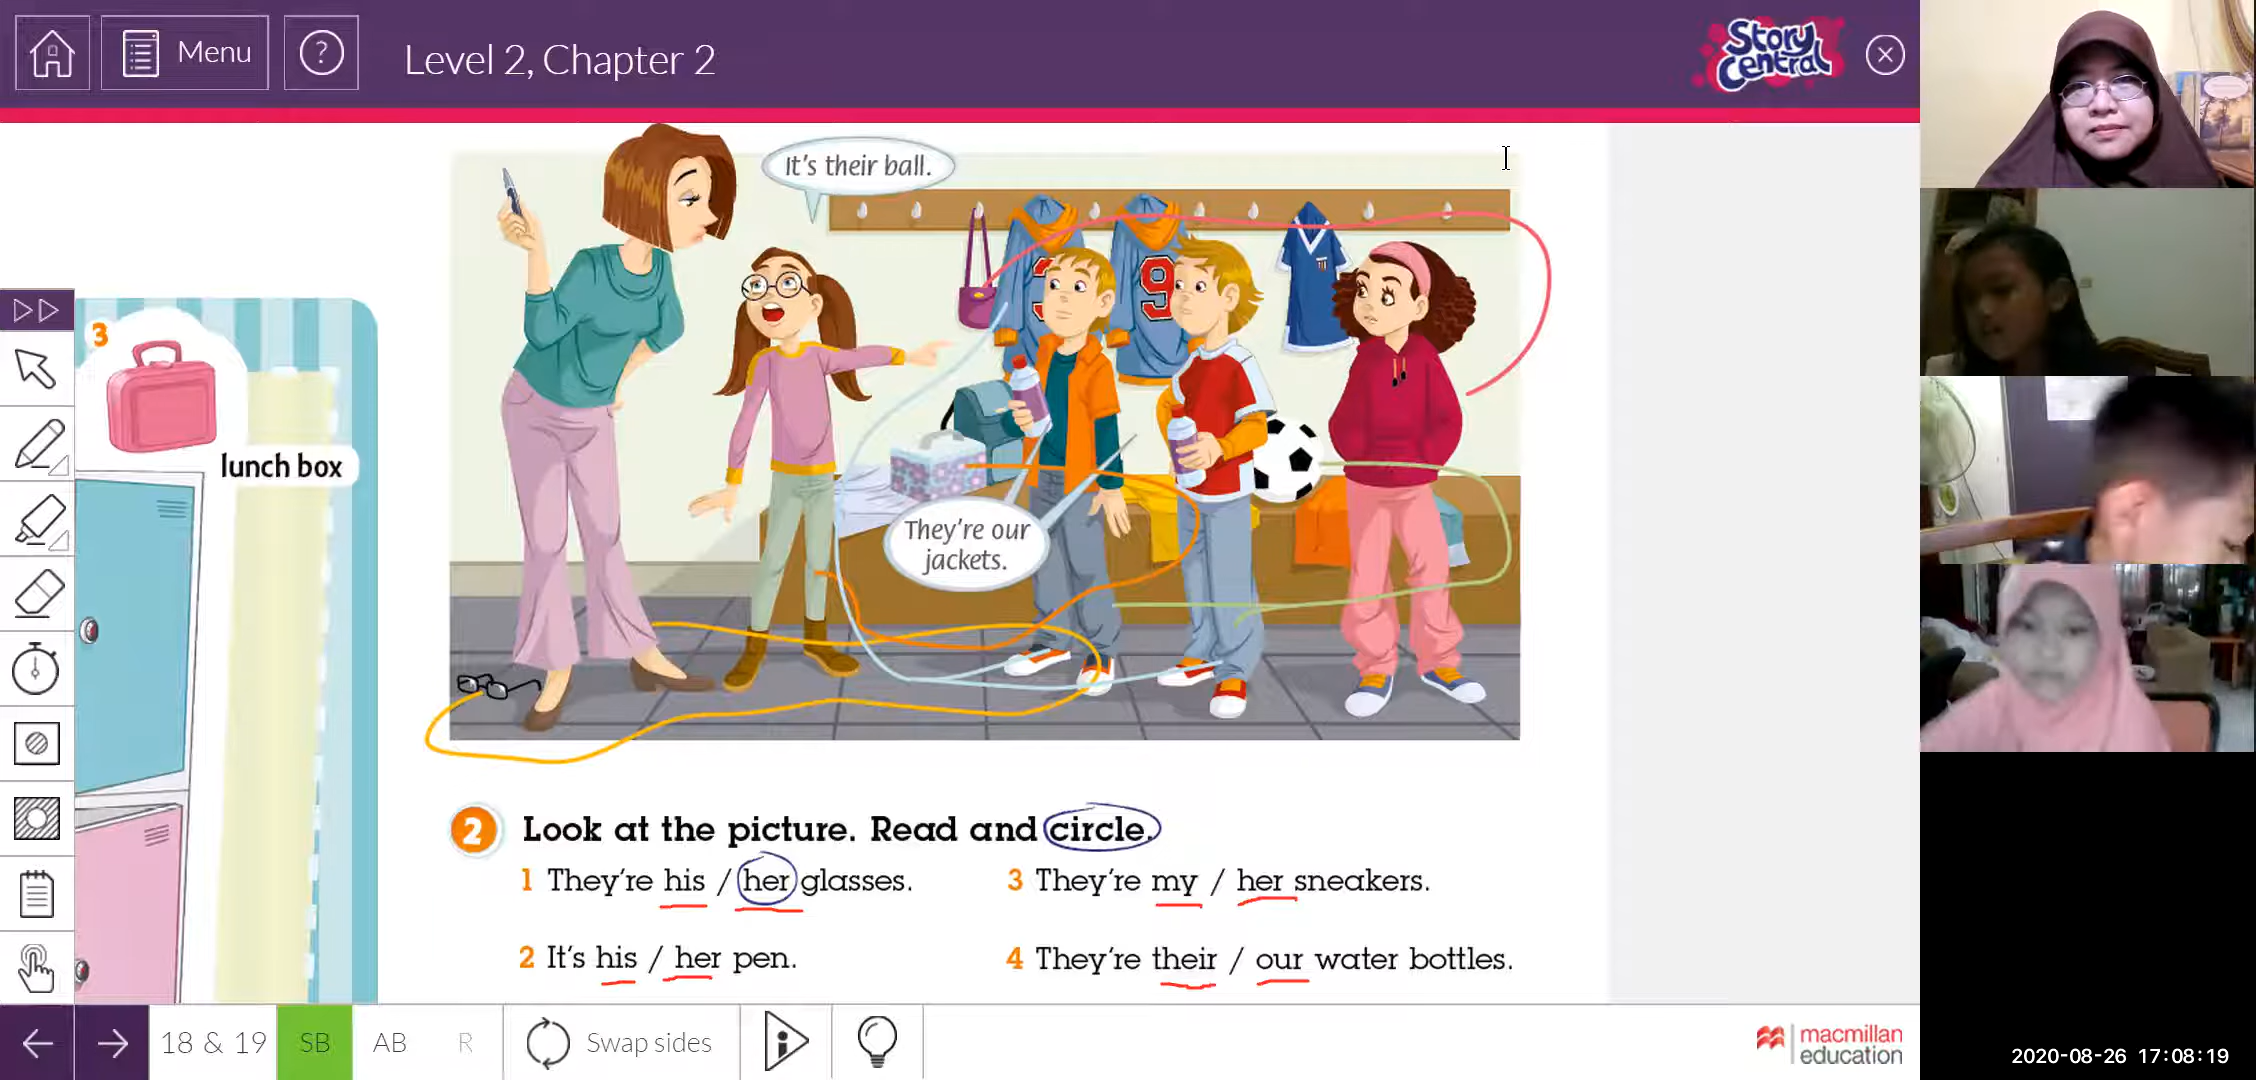 Menu
?
Level 2, Chapter 2
Story Central
It's their ball.
3
9
3
lunch box
They're our
jackets.
2 Look at the picture. Read and circle.
1 They're his / her glasses.
3 They're my / her sneakers.
2 It's his / her pen.
4 They're their / our water bottles.
18 & 19
SB
AB
R
Swap sides
macmillan
education
2020-08-26 17:08:19